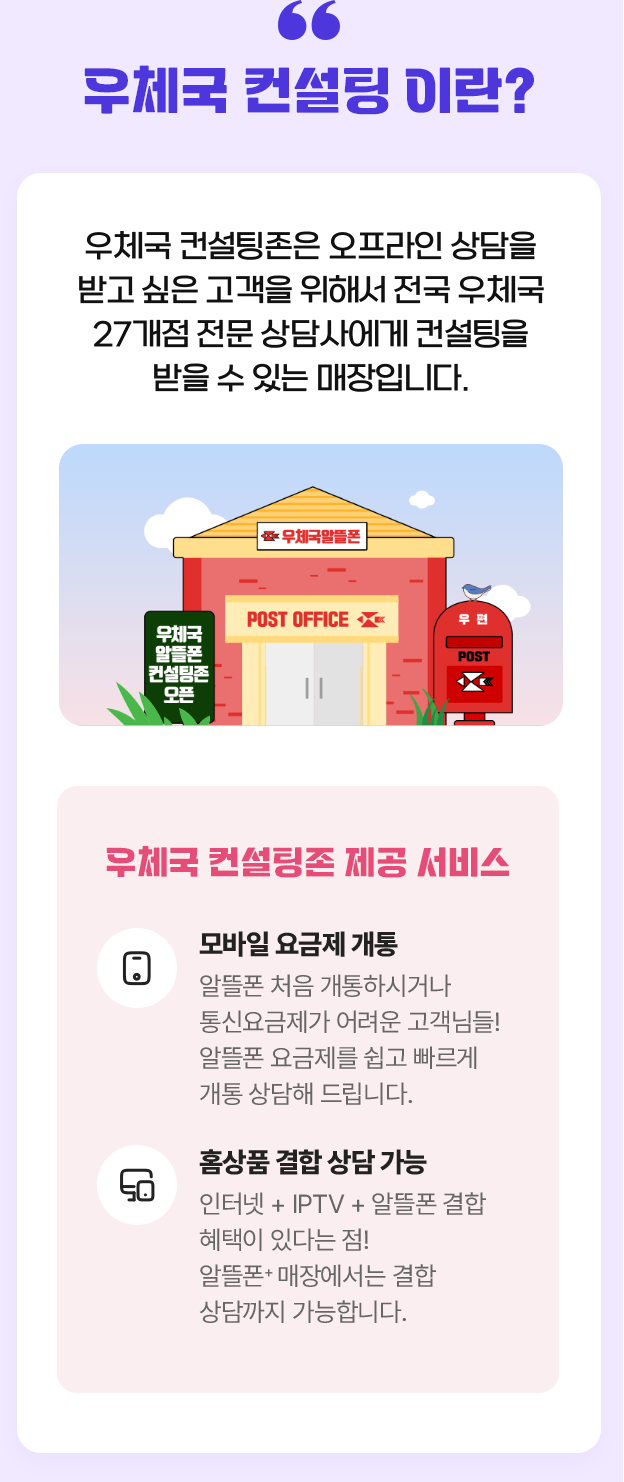 우체국 컨설팅 이란?
우체국 컨설팅존은 오프라인 상담을
받고 싶은 고객을 위해서 전국 우체국
27개점 전문 상담사에게 컨설팅을
받을 수 있는 매장입니다.
우체국알뜰폰
POST OFFICE
우체국
알뜰폰
컨설팅존
오픈
우 편
POST
우체국 컨설팅존 제공 서비스
모바일 요금제 개통
알뜰폰 처음 개통하시거나
통신요금제가 어려운 고객님들!
알뜰폰 요금제를 쉽고 빠르게
개통 상담해 드립니다.
홈상품 결합 상담 가능
인터넷 + IPTV + 알뜰폰 결합
혜택이 있다는 점!
알뜰폰⁺ 매장에서는 결합
상담까지 가능합니다.